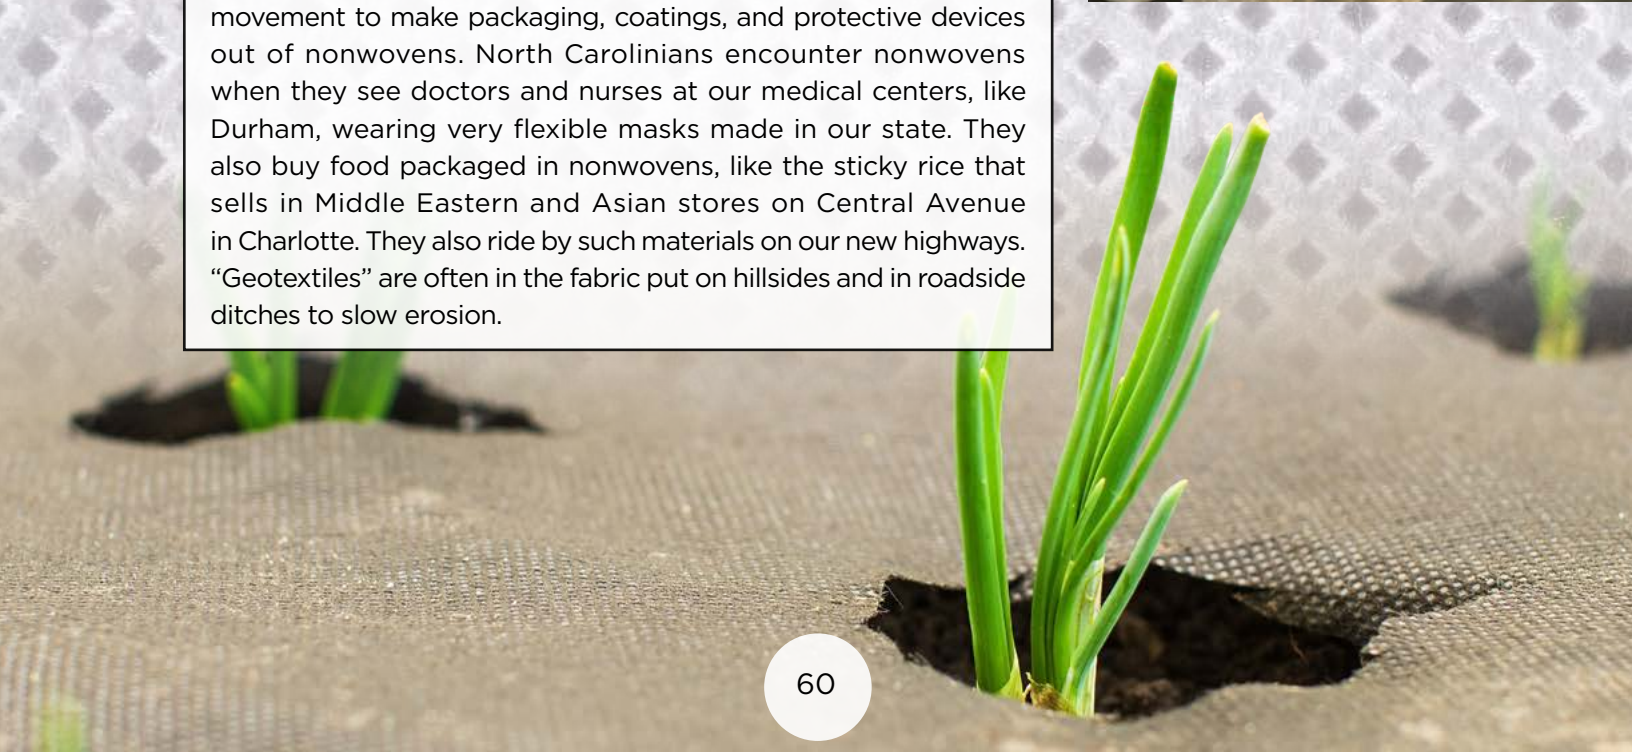 movement to make packaging, coatings, and protective devices
out of nonwovens. North Carolinians encounter nonwovens
when they see doctors and nurses at our medical centers, like
Durham, wearing very flexible masks made in our state. They
also buy food packaged in nonwovens, like the sticky rice that
sells in Middle Eastern and Asian stores on Central Avenue
in Charlotte. They also ride by such materials on our new highways.
“Geotextiles” are often in the fabric put on hillsides and in roadside
ditches to slow erosion.
60